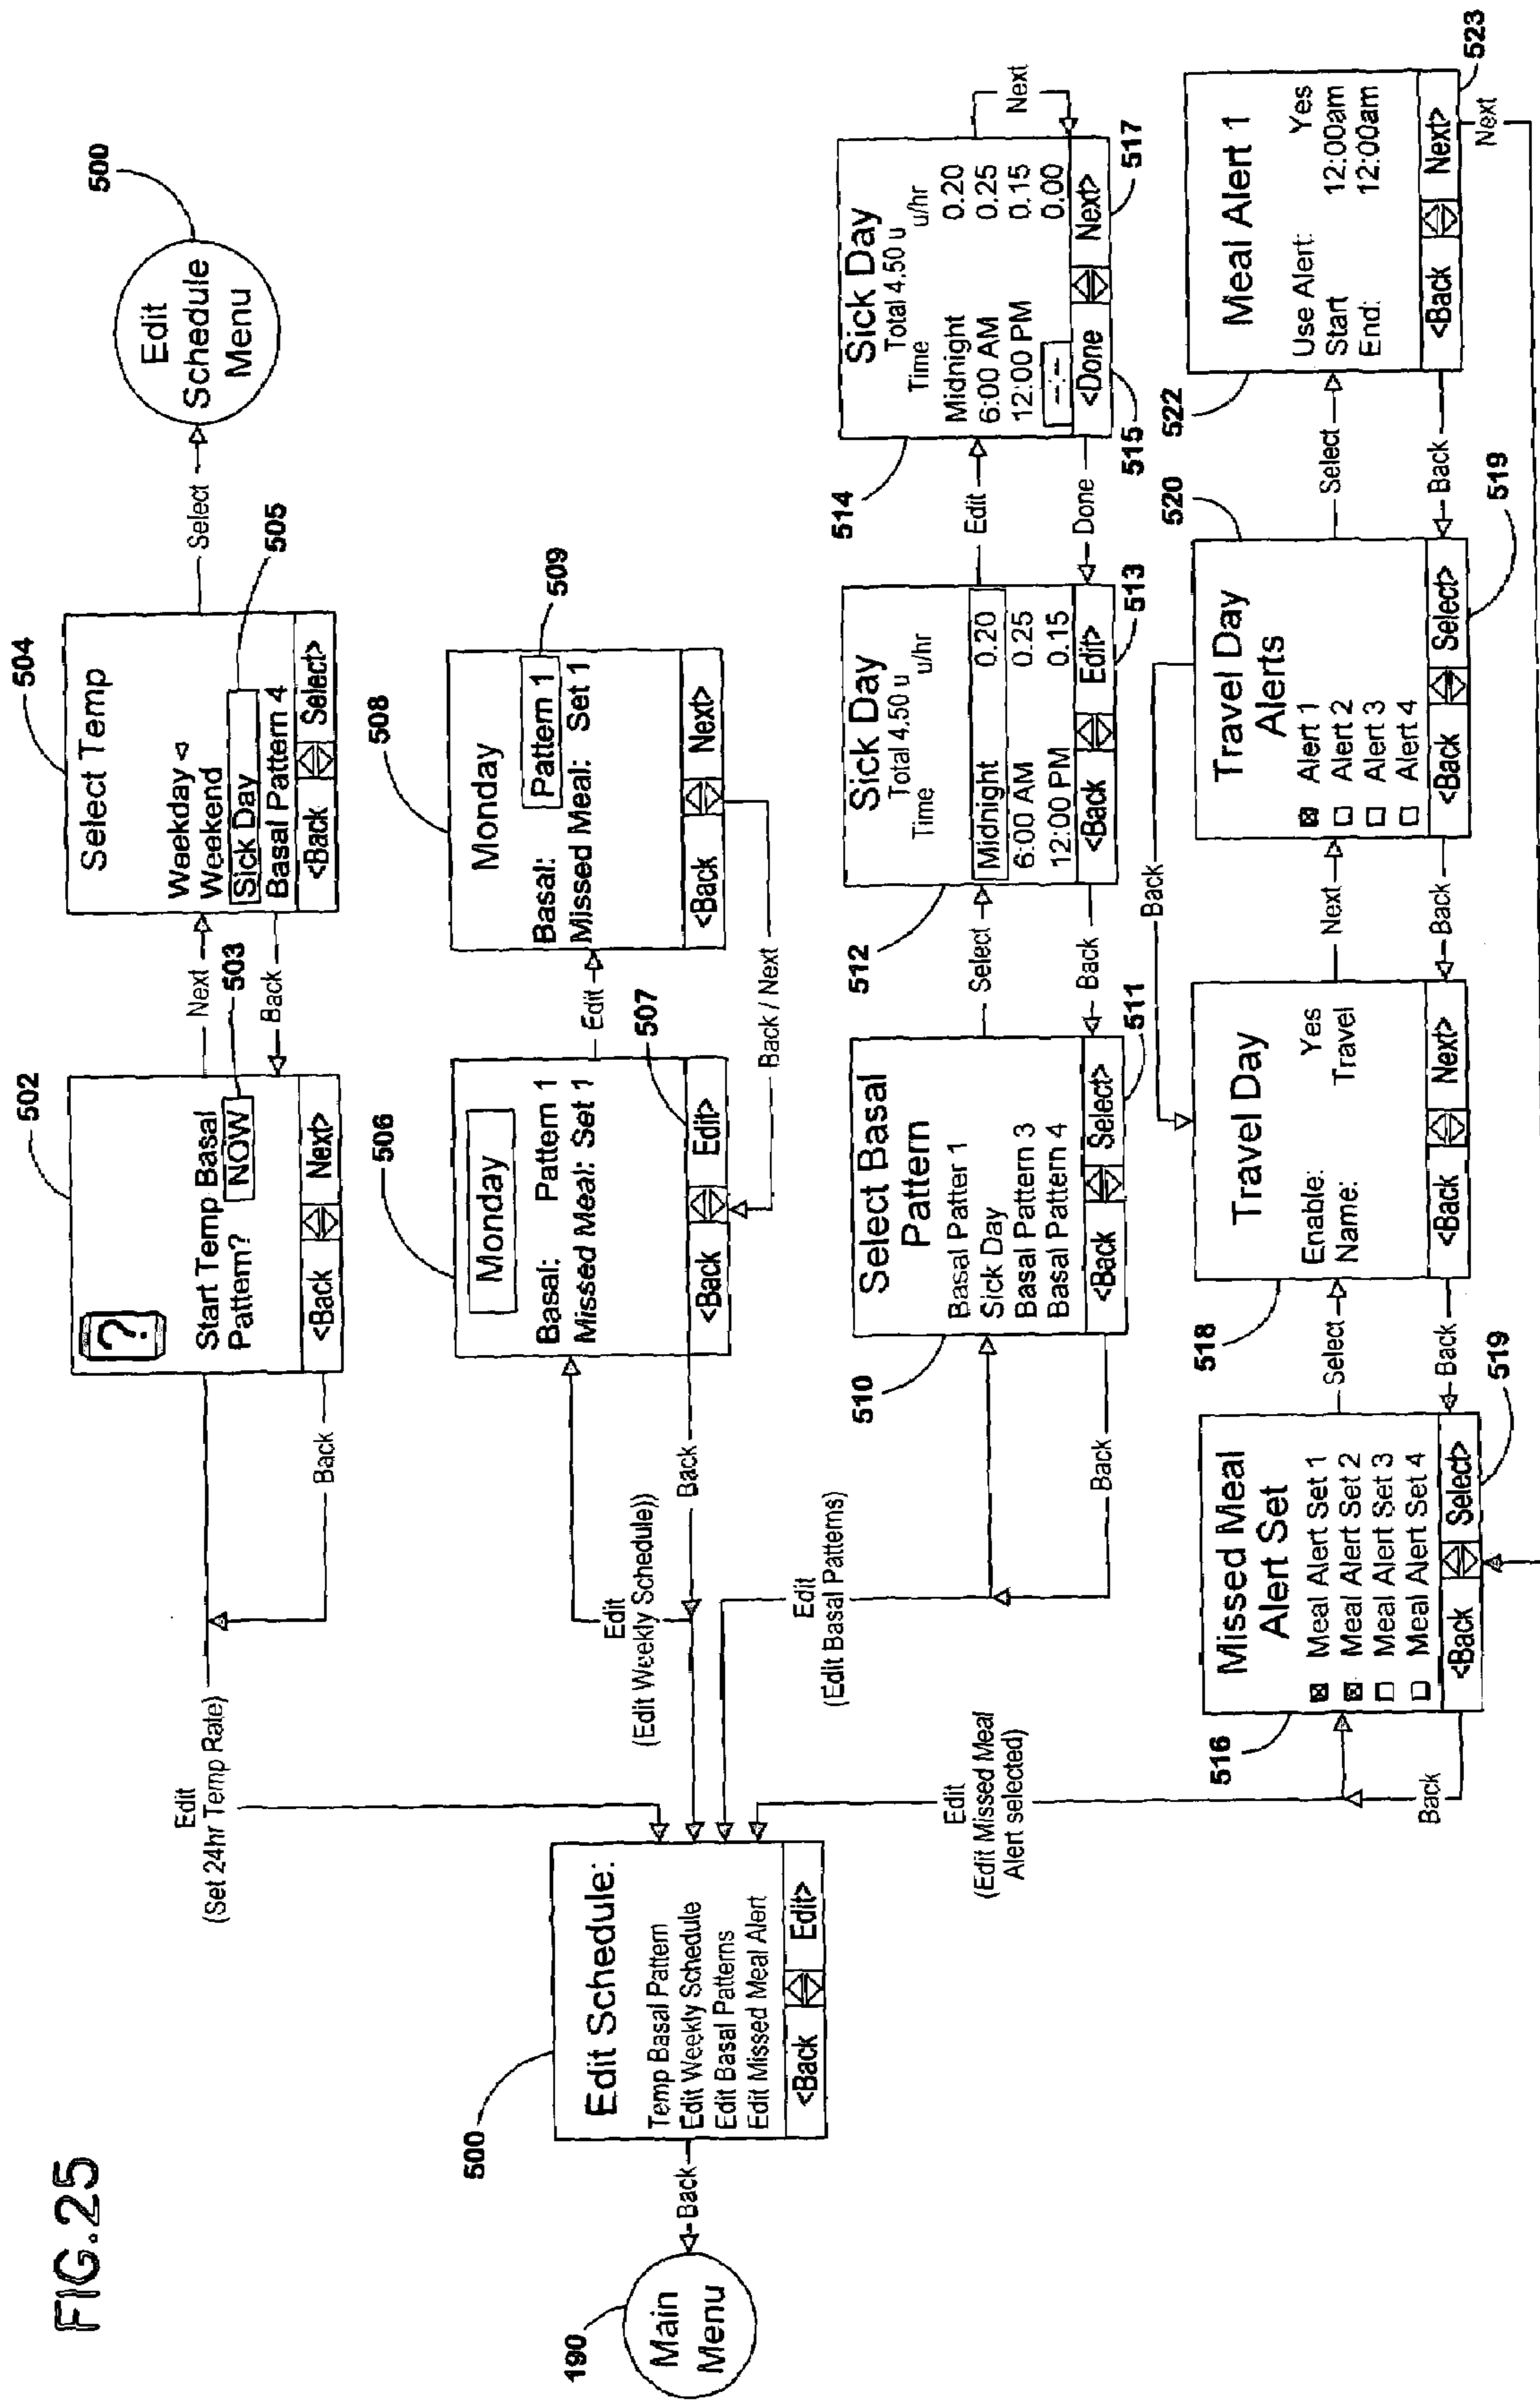 FIG.25
190
Main
Menu
Back
500
Edit Schedule:
Temp Basal Pattern
Edit Weekly Schedule
Edit Basal Patterns
Edit Missed Meal Alert
<Back Edit>
Edit
(Set 24hr Temp Rate)
Back
502
?
Start Temp Basal
Pattern? NOW
<Back Next>
503
Next
Back
504
Select Temp
Weekday
Weekend
Sick Day
Basal Pattern 4
<Back Select>
505
Select
500
Edit
Schedule
Menu
Edit
(Edit Weekly Schedule))
Back
506
Monday
Basal: Pattern 1
Missed Meal: Set 1
<Back Edit>
507
Edit
Back / Next
508
Monday
Basal: Pattern 1
Missed Meal: Set 1
<Back Next>
509
Edit
(Edit Basal Patterns)
Back
510
Select Basal
Pattern
Basal Patter 1
Sick Day
Basal Pattern 3
Basal Pattern 4
<Back Select>
511
Select
Back
512
Sick Day
Total 4.50 u
Time u/hr
Midnight 0.20
6:00 AM 0.25
12:00 PM 0.15
<Back Edit>
513
Edit
Done
514
Sick Day
Total 4.50 u
Time u/hr
Midnight 0.20
6:00 AM 0.25
12:00 PM 0.15
--:-- 0.00
<Done Next>
515
517
Next
Edit
(Edit Missed Meal
Alert selected)
Back
516
Missed Meal
Alert Set
Meal Alert Set 1
Meal Alert Set 2
Meal Alert Set 3
Meal Alert Set 4
<Back Select>
519
Select
Back
518
Travel Day
Enable: Yes
Name: Travel
<Back Next>
Next
Back
Back
520
Travel Day
Alerts
Alert 1
Alert 2
Alert 3
Alert 4
<Back Select>
519
Select
Back
522
Meal Alert 1
Use Alert: Yes
Start 12:00am
End: 12:00am
<Back Next>
523
Next